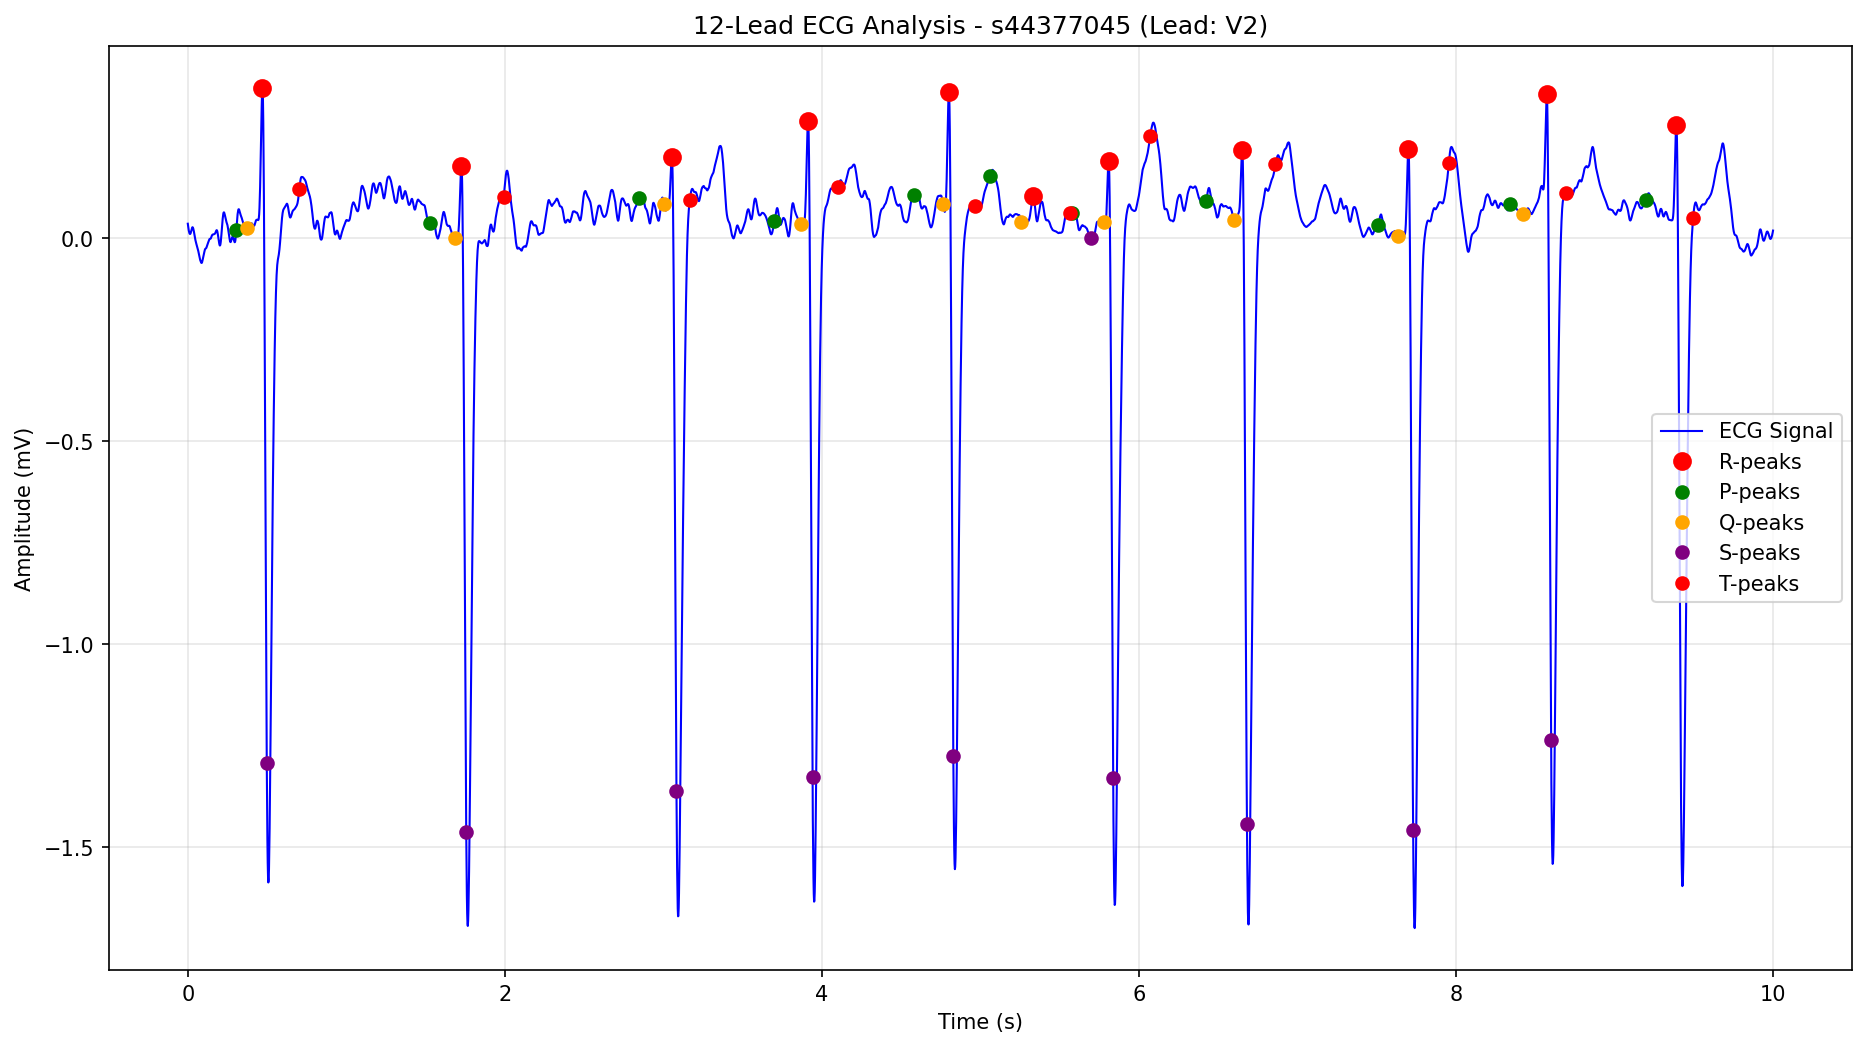 12-Lead ECG Analysis - s44377045 (Lead: V2)
Amplitude (mV)
0.0
−0.5
−1.0
−1.5
ECG Signal
R-peaks
P-peaks
Q-peaks
S-peaks
T-peaks
0 2 4 6 8 10
Time (s)